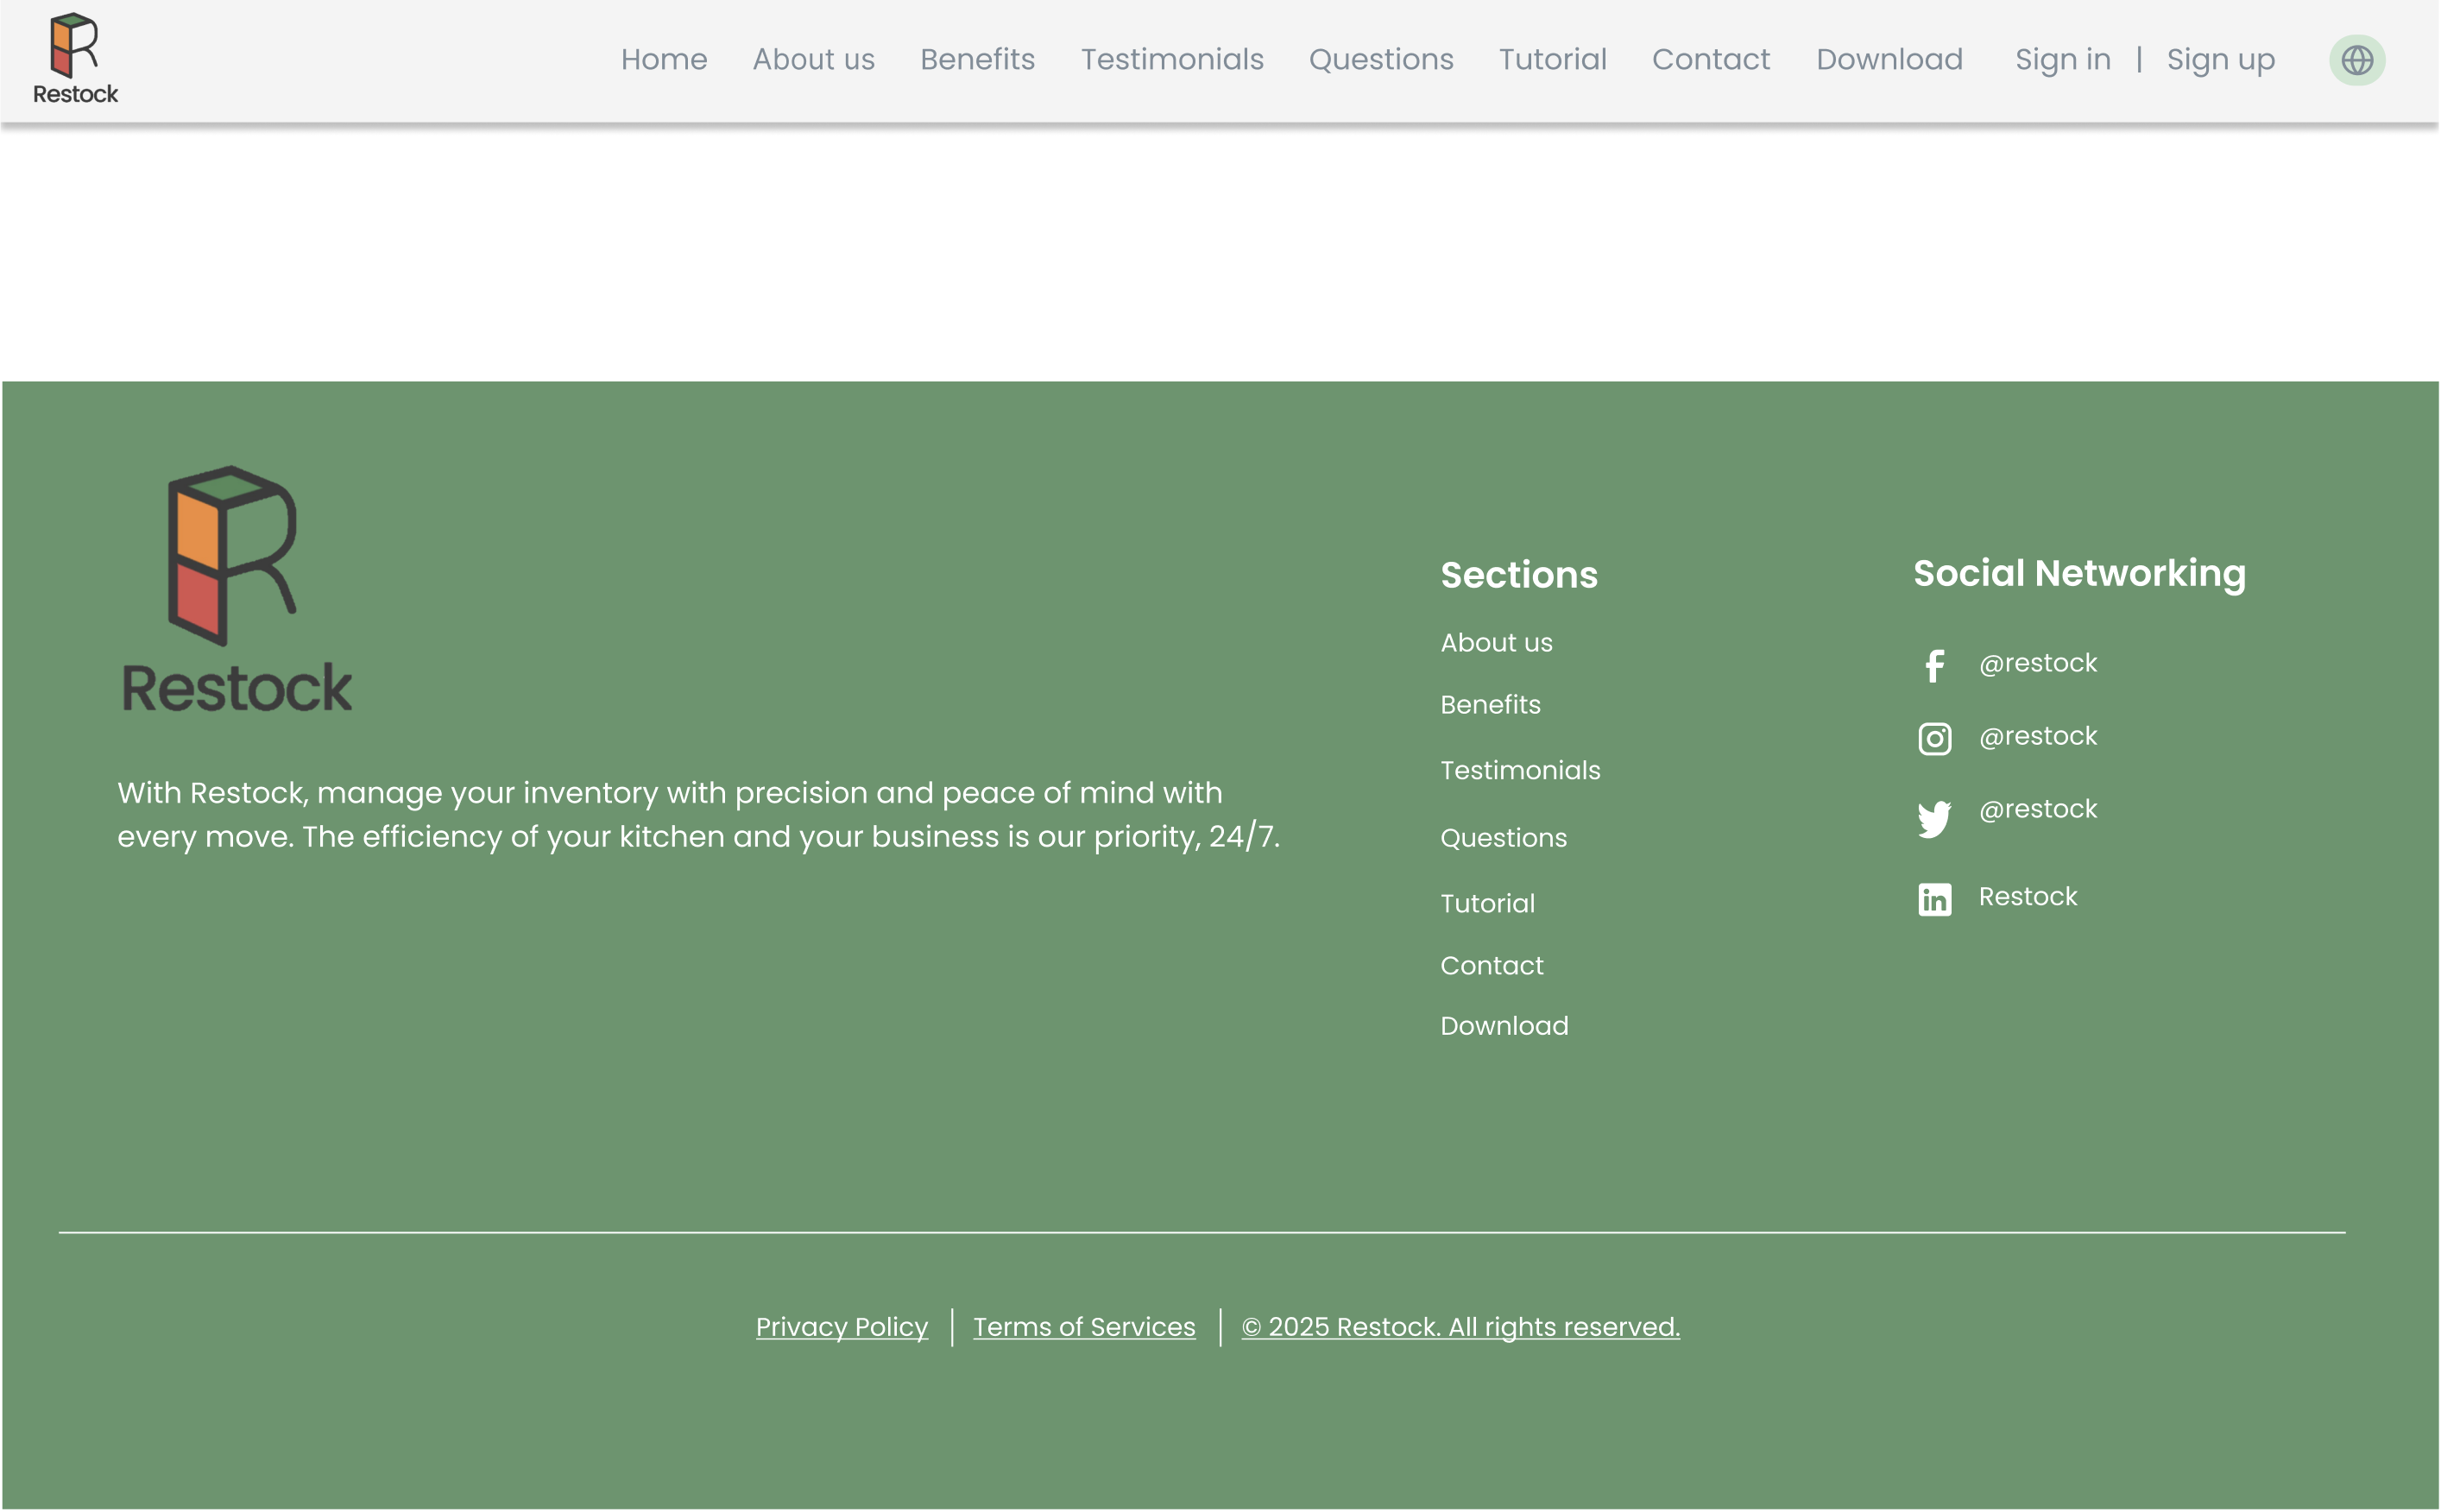 Restock
Home About us Benefits Testimonials Questions Tutorial Contact Download Sign in | Sign up
Restock
With Restock, manage your inventory with precision and peace of mind with
every move. The efficiency of your kitchen and your business is our priority, 24/7.
Sections
About us
Benefits
Testimonials
Questions
Tutorial
Contact
Download
Social Networking
@restock
@restock
@restock
Restock
Privacy Policy | Terms of Services | © 2025 Restock. All rights reserved.